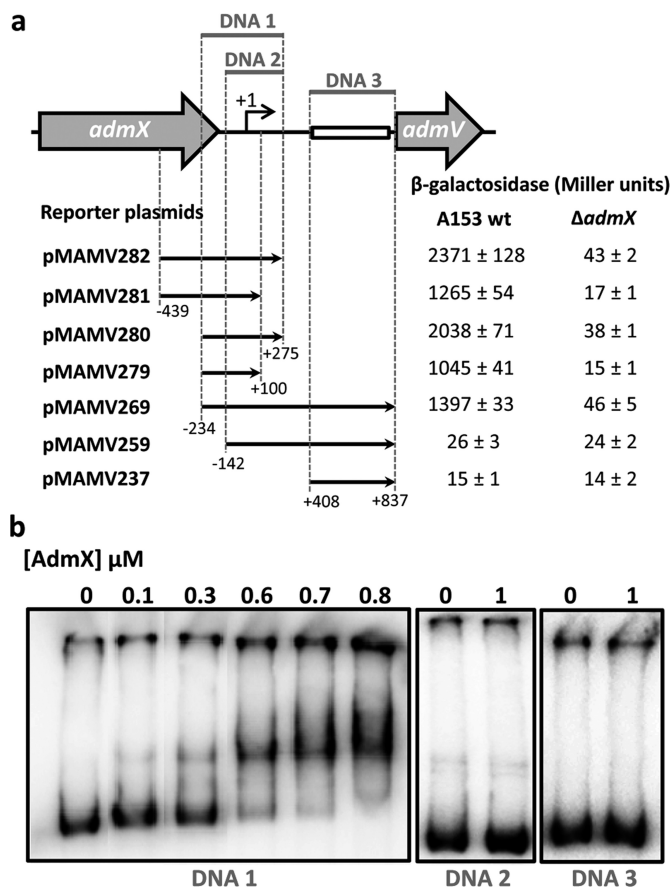 a
DNA 1
DNA 2
DNA 3
+1
admX
admV
β-galactosidase (Miller units)
Reporter plasmids
A153 wt
ΔadmX
pMAMV282
2371 ± 128
43 ± 2
pMAMV281
1265 ± 54
17 ± 1
-439
pMAMV280
2038 ± 71
38 ± 1
+275
pMAMV279
1045 ± 41
15 ± 1
+100
pMAMV269
1397 ± 33
46 ± 5
-234
pMAMV259
26 ± 3
24 ± 2
-142
pMAMV237
15 ± 1
14 ± 2
+408
+837
b
[AdmX] μM
0 0.1 0.3 0.6 0.7 0.8 0 1 0 1
DNA 1 DNA 2 DNA 3